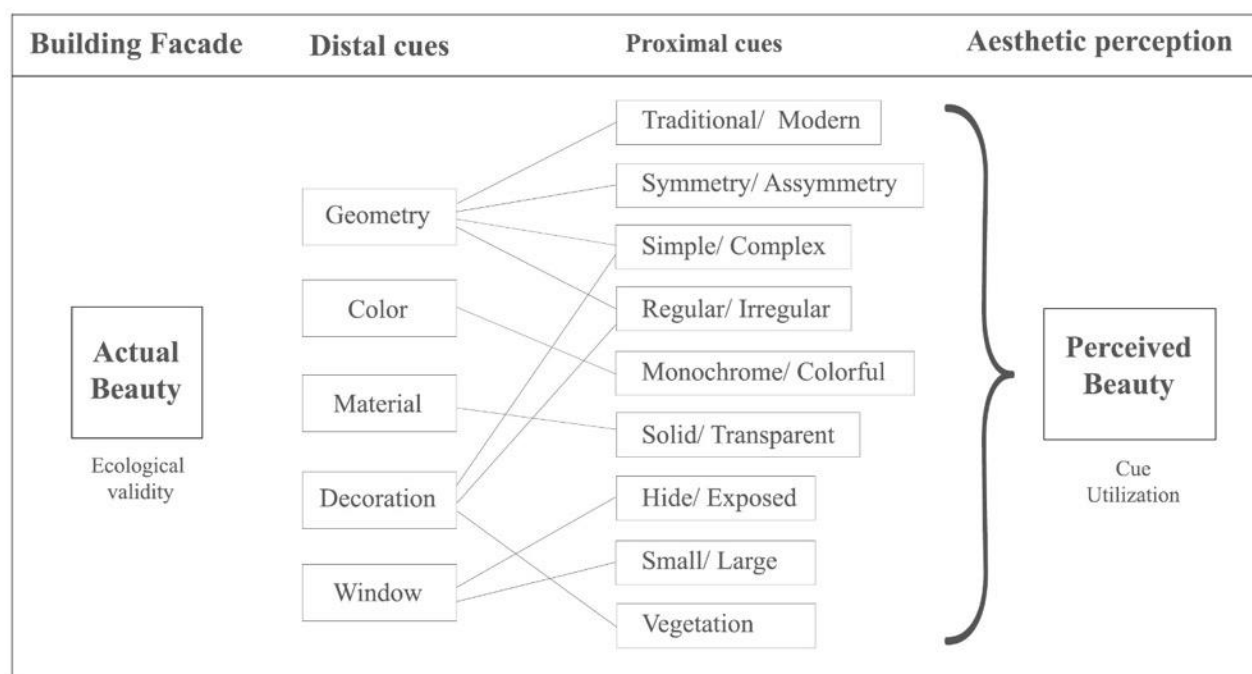 Building Facade
Distal cues
Proximal cues
Aesthetic perception
Actual
Beauty
Ecological
validity
Geometry
Color
Material
Decoration
Window
Traditional/ Modern
Symmetry/ Assymmetry
Simple/ Complex
Regular/ Irregular
Monochrome/ Colorful
Solid/ Transparent
Hide/ Exposed
Small/ Large
Vegetation
Perceived
Beauty
Cue
Utilization